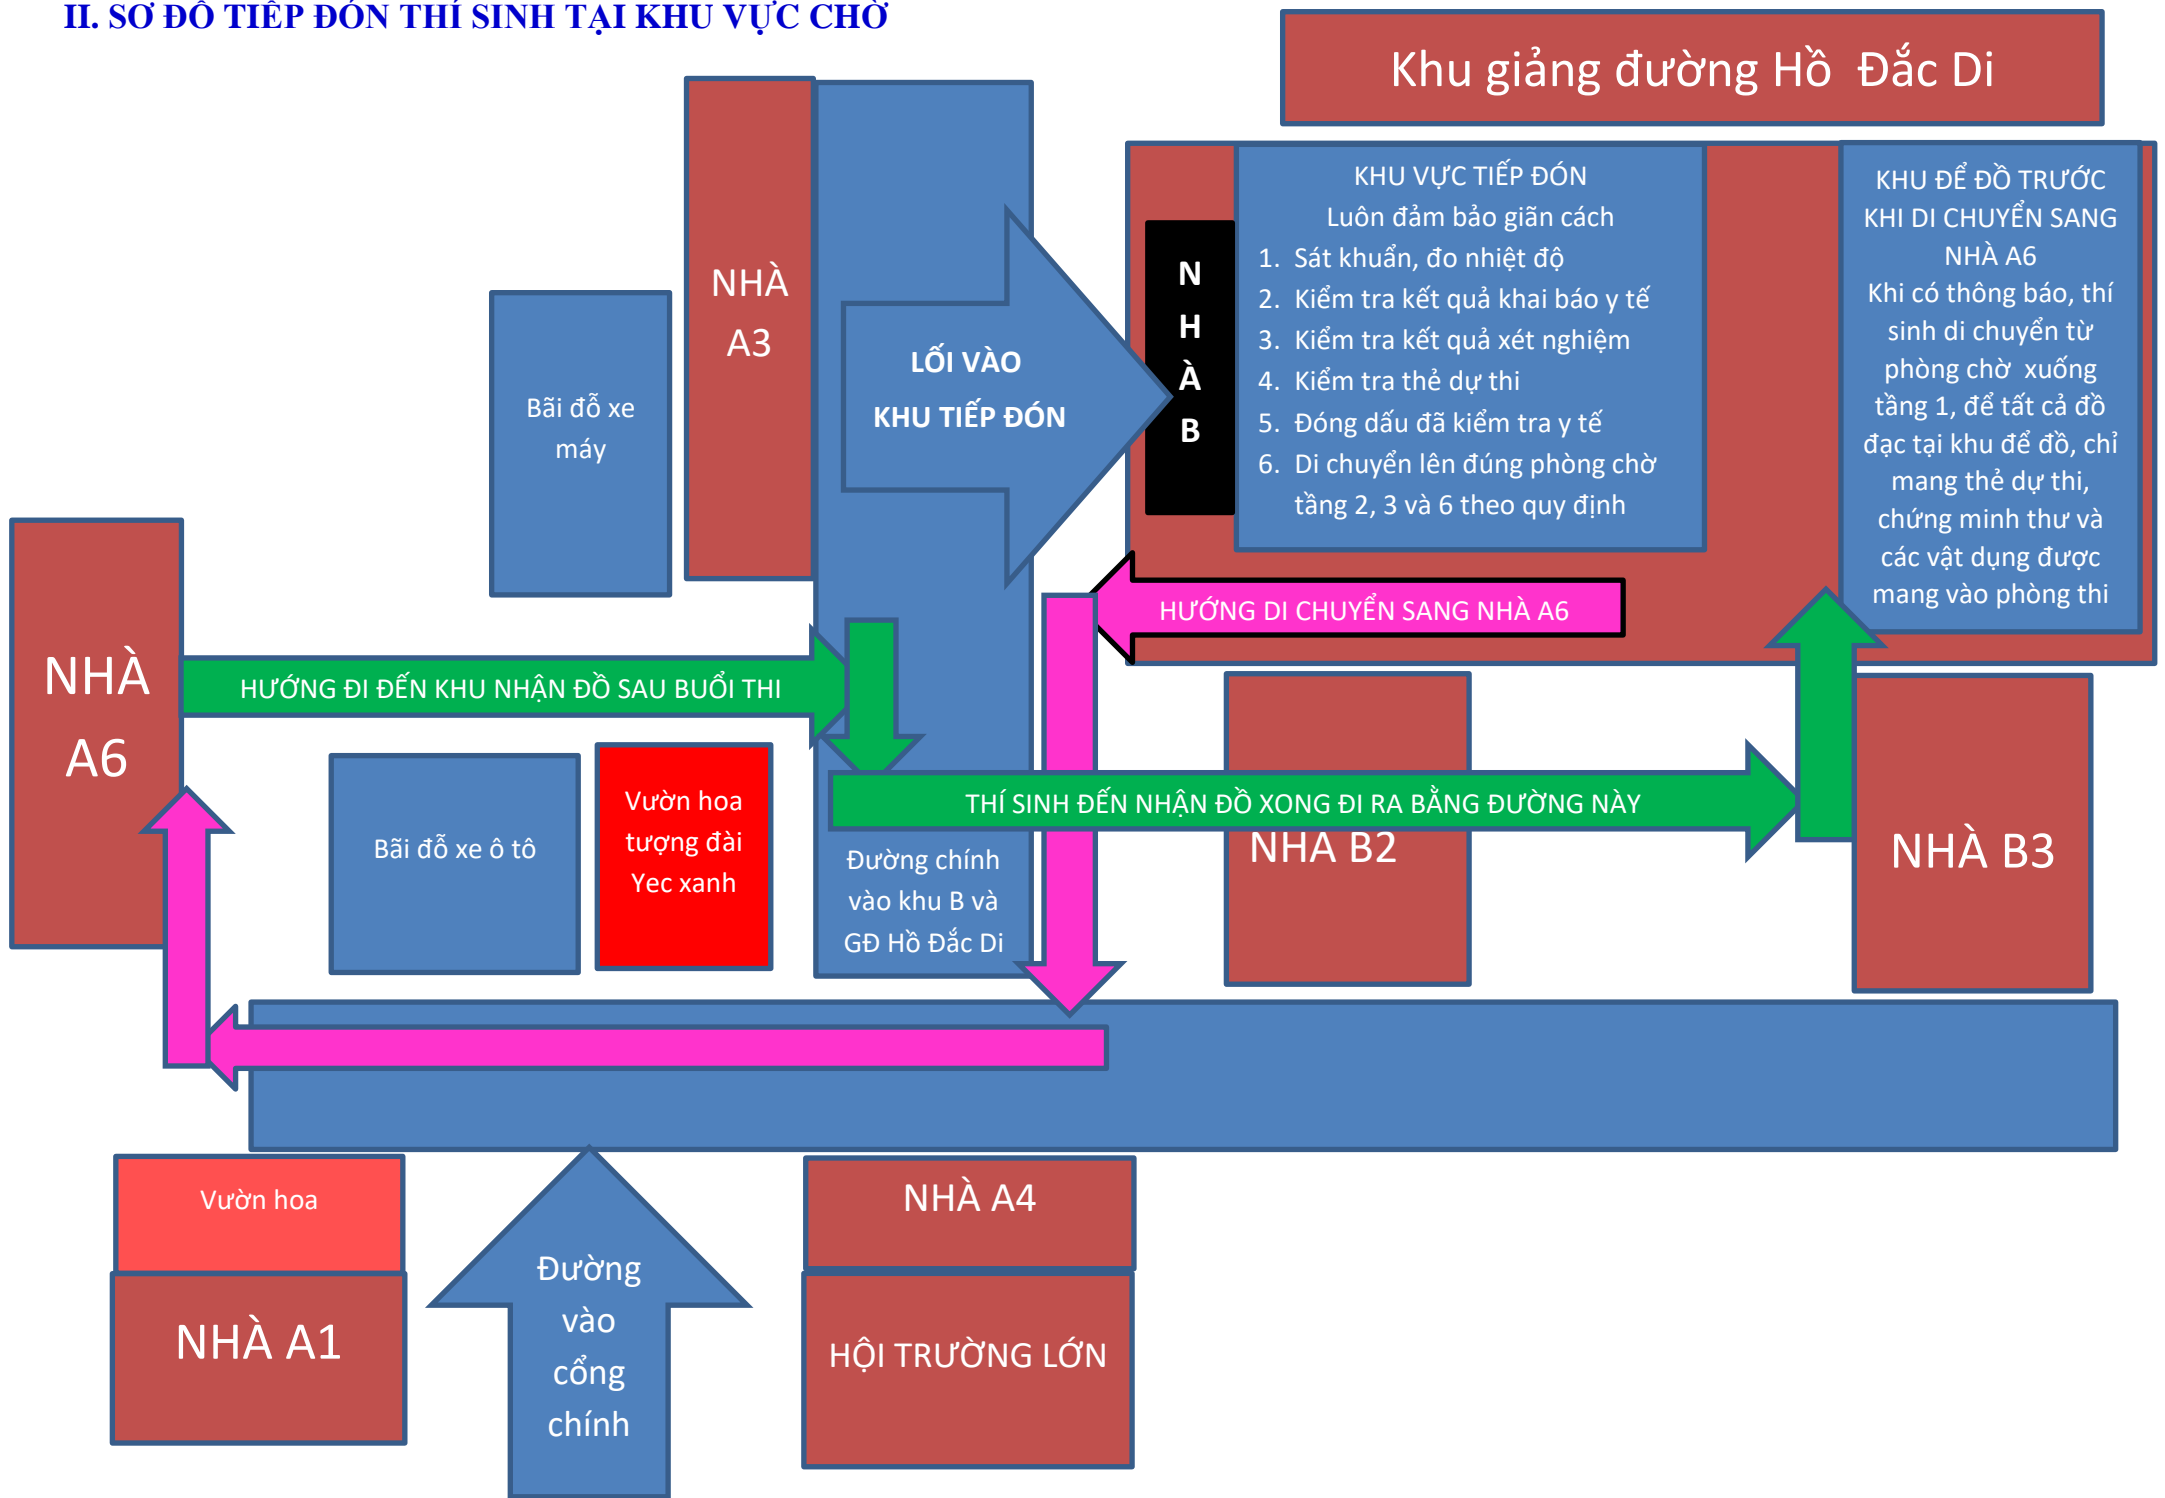 II. SƠ ĐỒ TIẾP ĐÓN THÍ SINH TẠI KHU VỰC CHỜ
Khu giảng đường Hồ  Đắc Di
NHÀ
A3
Bãi đỗ xe
máy
LỐI VÀO
KHU TIẾP ĐÓN
N
H
À
B
KHU VỰC TIẾP ĐÓN
Luôn đảm bảo giãn cách
1. Sát khuẩn, đo nhiệt độ
2. Kiểm tra kết quả khai báo y tế
3. Kiểm tra kết quả xét nghiệm
4. Kiểm tra thẻ dự thi
5. Đóng dấu đã kiểm tra y tế
6. Di chuyển lên đúng phòng chờ
tầng 2, 3 và 6 theo quy định
KHU ĐỂ ĐỒ TRƯỚC
KHI DI CHUYỂN SANG
NHÀ A6
Khi có thông báo, thí
sinh di chuyển từ
phòng chờ  xuống
tầng 1, để tất cả đồ
đạc tại khu để đồ, chỉ
mang thẻ dự thi,
chứng minh thư và
các vật dụng được
mang vào phòng thi
HƯỚNG DI CHUYỂN SANG NHÀ A6
NHÀ
A6
HƯỚNG ĐI ĐẾN KHU NHẬN ĐỒ SAU BUỔI THI
Bãi đỗ xe ô tô
Vườn hoa
tượng đài
Yec xanh
THÍ SINH ĐẾN NHẬN ĐỒ XONG ĐI RA BẰNG ĐƯỜNG NÀY
Đường chính
vào khu B và
GĐ Hồ Đắc Di
NHÀ B2
NHÀ B3
Vườn hoa
NHÀ A1
Đường
vào
cổng
chính
NHÀ A4
HỘI TRƯỜNG LỚN